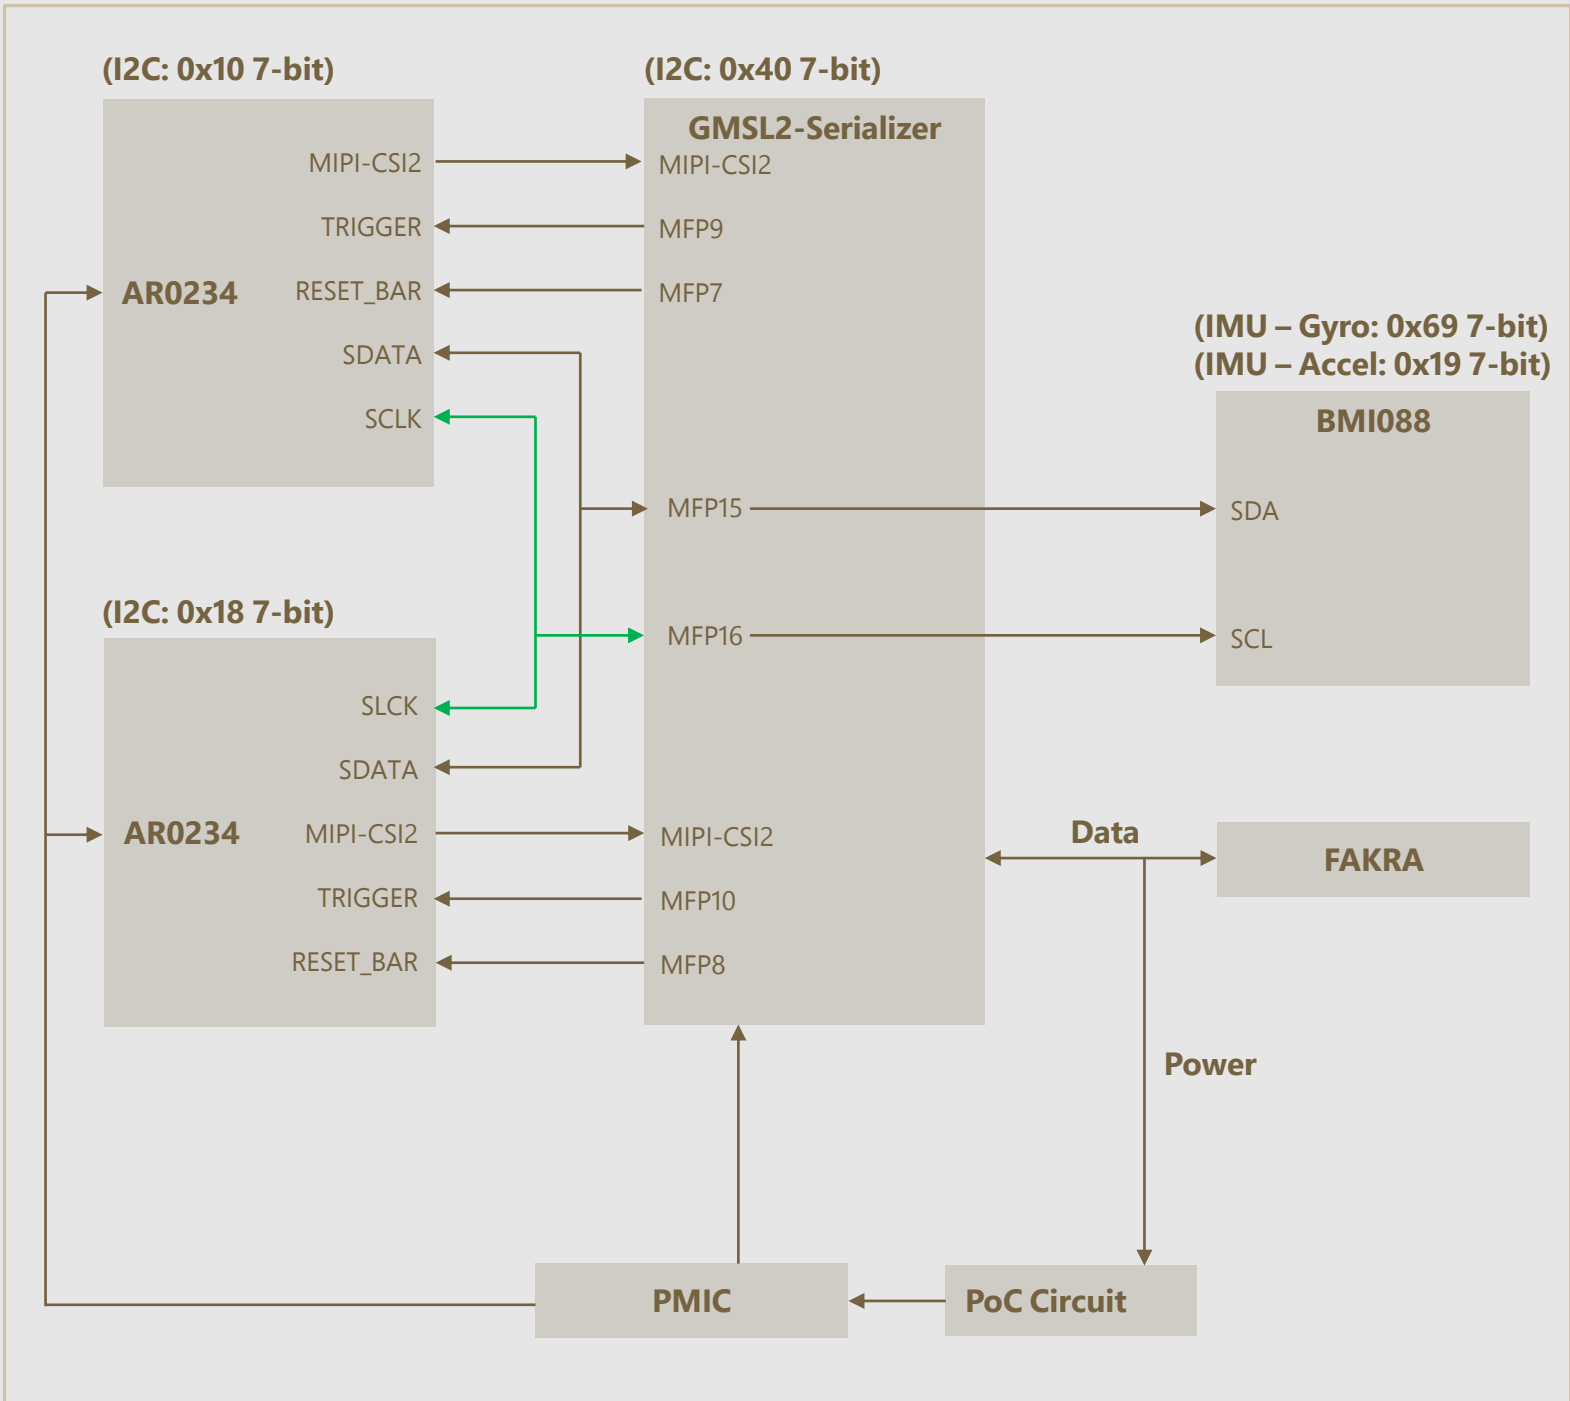 (I2C: 0x10 7-bit)
MIPI-CSI2
TRIGGER
AR0234
RESET_BAR
SDATA
SCLK
(I2C: 0x18 7-bit)
SLCK
SDATA
AR0234
MIPI-CSI2
TRIGGER
RESET_BAR
(I2C: 0x40 7-bit)
GMSL2-Serializer
MIPI-CSI2
MFP9
MFP7
MFP15
MFP16
MIPI-CSI2
MFP10
MFP8
(IMU – Gyro: 0x69 7-bit)
(IMU – Accel: 0x19 7-bit)
BMI088
SDA
SCL
Data
FAKRA
Power
PMIC
PoC Circuit